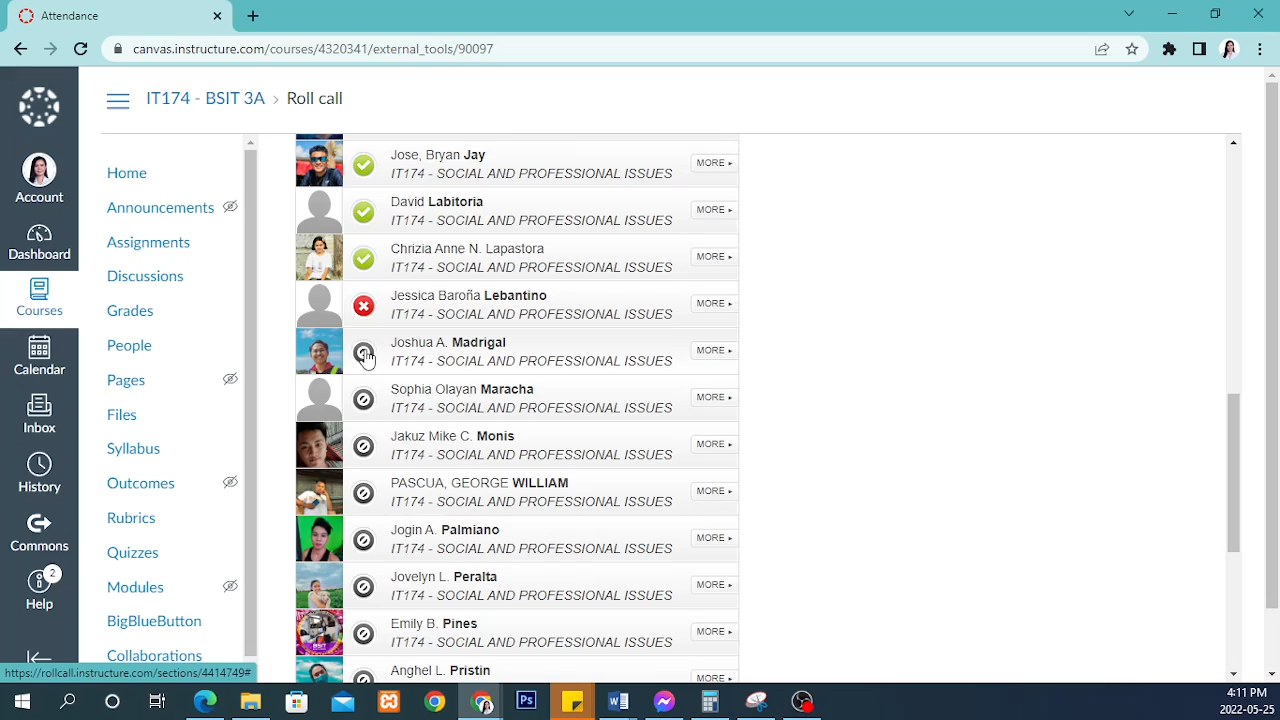 Attendance
canvas.instructure.com/courses/4320341/external_tools/90097
IT174 - BSIT 3A › Roll call
Account
Dashboard
Courses
Calendar
Inbox
History
Commons
2
Help
Home
Announcements
Assignments
Discussions
Grades
People
Pages
Files
Syllabus
Outcomes
Rubrics
Quizzes
Modules
BigBlueButton
Collaborations
Jose, Bryan Jay
IT174 - SOCIAL AND PROFESSIONAL ISSUES
MORE ▸
David Labitoria
IT174 - SOCIAL AND PROFESSIONAL ISSUES
MORE ▸
Chrizia Anne N. Lapastora
IT174 - SOCIAL AND PROFESSIONAL ISSUES
MORE ▸
Jessica Baroña Lebantino
IT174 - SOCIAL AND PROFESSIONAL ISSUES
MORE ▸
Joshua A. Madrigal
IT174 - SOCIAL AND PROFESSIONAL ISSUES
MORE ▸
Sophia Olayan Maracha
IT174 - SOCIAL AND PROFESSIONAL ISSUES
MORE ▸
Jakuz Mike C. Monis
IT174 - SOCIAL AND PROFESSIONAL ISSUES
MORE ▸
PASCUA, GEORGE WILLIAM
IT174 - SOCIAL AND PROFESSIONAL ISSUES
MORE ▸
Jogin A. Palmiano
IT174 - SOCIAL AND PROFESSIONAL ISSUES
MORE ▸
Jovelyn L. Peralta
IT174 - SOCIAL AND PROFESSIONAL ISSUES
MORE ▸
Emily B. Pines
IT174 - SOCIAL AND PROFESSIONAL ISSUES
MORE ▸
BSIT
Anghel L. Pristin
MORE ▸
https://rollcall.instructure.com/sections/4414749#
Ps
W
4:11 PM
2022-05-25